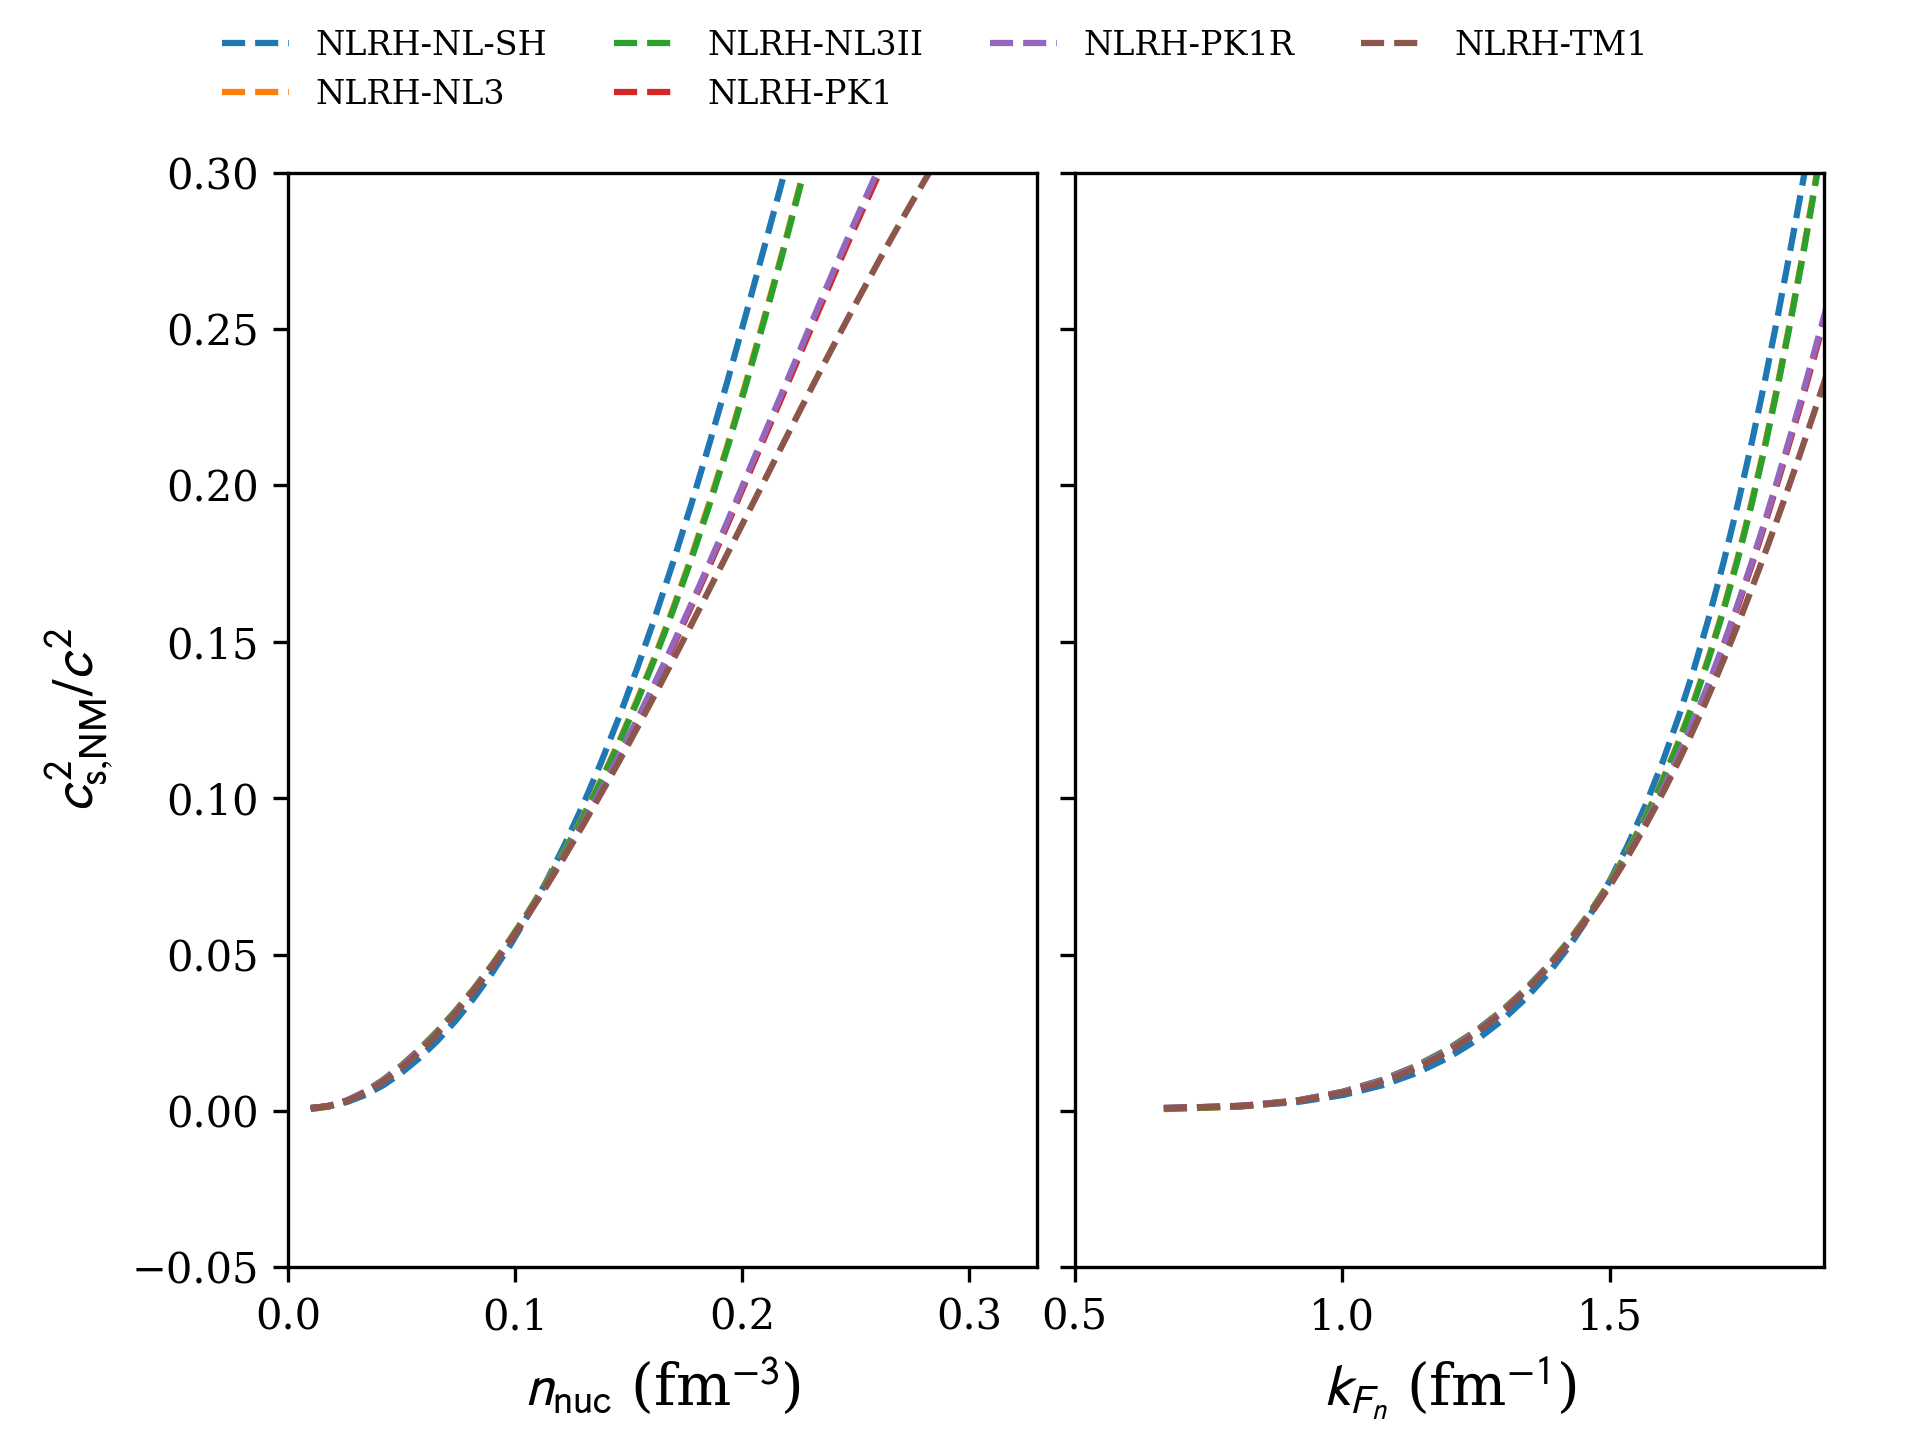 NLRH-NL-SH NLRH-NL3II NLRH-PK1R NLRH-TM1
NLRH-NL3 NLRH-PK1
0.30
0.25
0.20
0.15
0.10
0.05
0.00
−0.05
c²s,NM/c²
0.0 0.1 0.2 0.3 0.5 1.0 1.5
nnuc (fm⁻³) kFn (fm⁻¹)